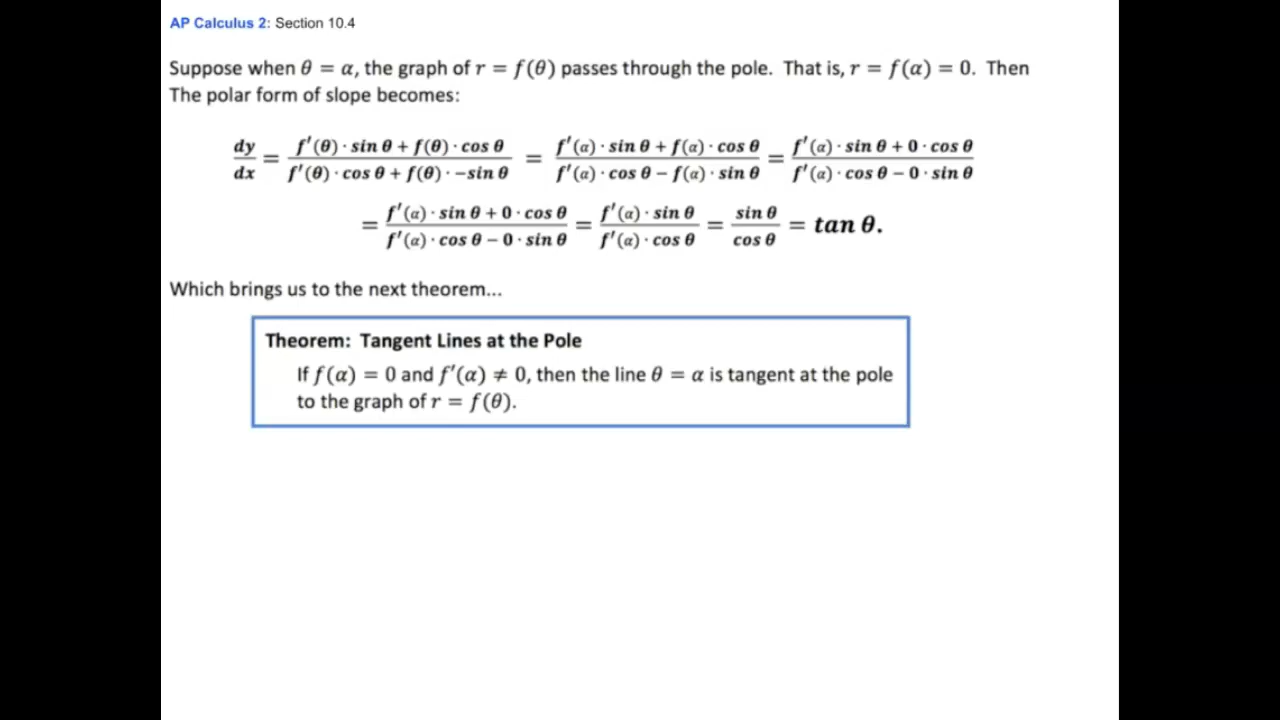 AP Calculus 2: Section 10.4
Suppose when θ = α, the graph of r = f(θ) passes through the pole. That is, r = f(α) = 0. Then
The polar form of slope becomes:
dy/dx = (f'(θ) · sin θ + f(θ) · cos θ)/(f'(θ) · cos θ + f(θ) · −sin θ) = (f'(α) · sin θ + f(α) · cos θ)/(f'(α) · cos θ − f(α) · sin θ) = (f'(α) · sin θ + 0 · cos θ)/(f'(α) · cos θ − 0 · sin θ)
= (f'(α) · sin θ + 0 · cos θ)/(f'(α) · cos θ − 0 · sin θ) = (f'(α) · sin θ)/(f'(α) · cos θ) = sin θ/cos θ = tan θ.
Which brings us to the next theorem...
Theorem: Tangent Lines at the Pole
If f(α) = 0 and f'(α) ≠ 0, then the line θ = α is tangent at the pole
to the graph of r = f(θ).